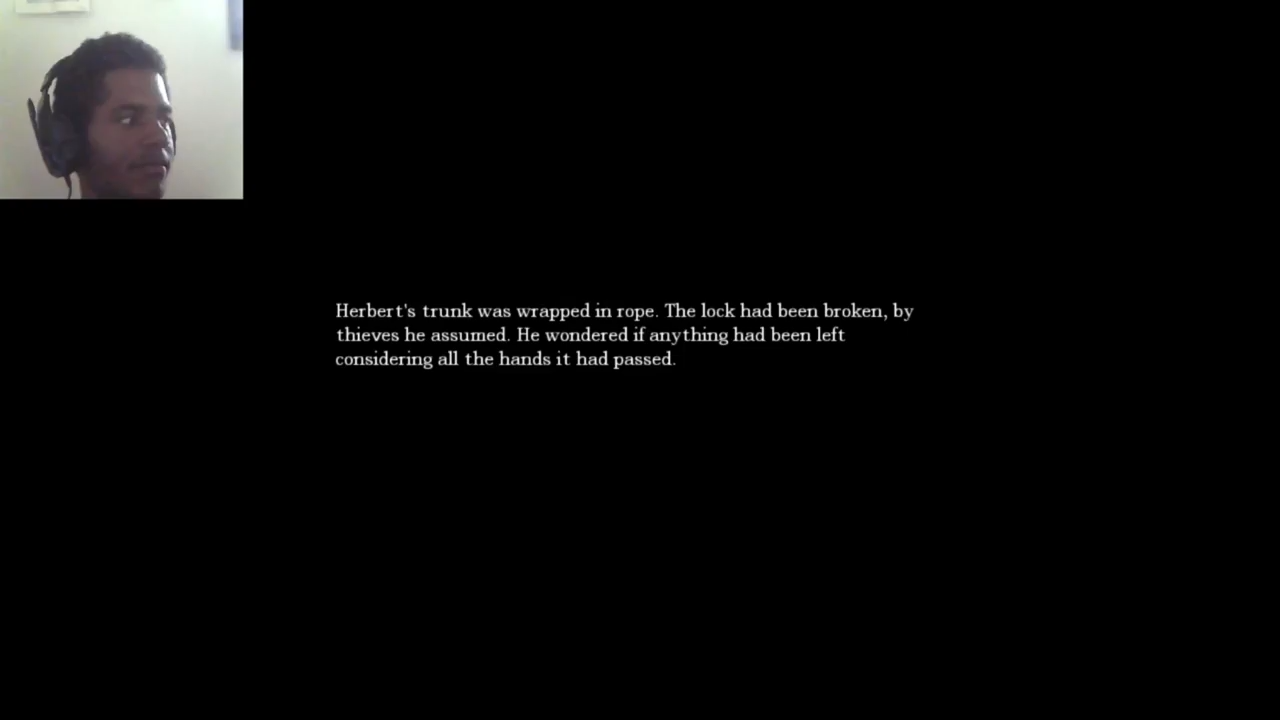 Herbert's trunk was wrapped in rope. The lock had been broken, by
thieves he assumed. He wondered if anything had been left
considering all the hands it had passed.